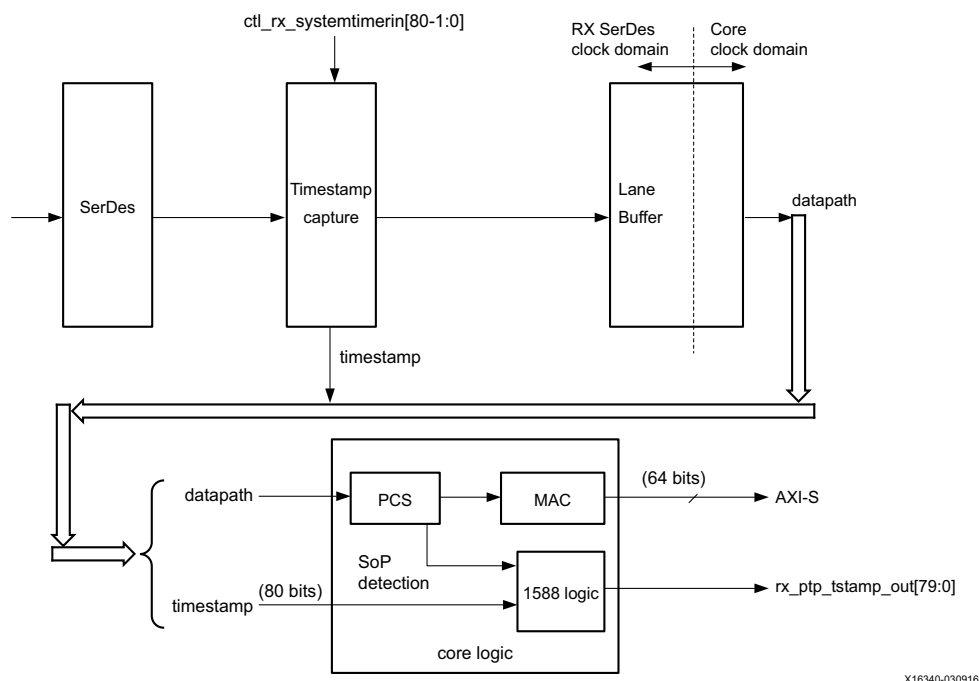 ctl_rx_systemtimerin[80-1:0]
RX SerDes
clock domain
Core
clock domain
SerDes
Timestamp
capture
Lane
Buffer
datapath
timestamp
datapath
PCS
MAC
(64 bits)
AXI-S
SoP
detection
timestamp
(80 bits)
1588 logic
rx_ptp_tstamp_out[79:0]
core logic
X16340-030916